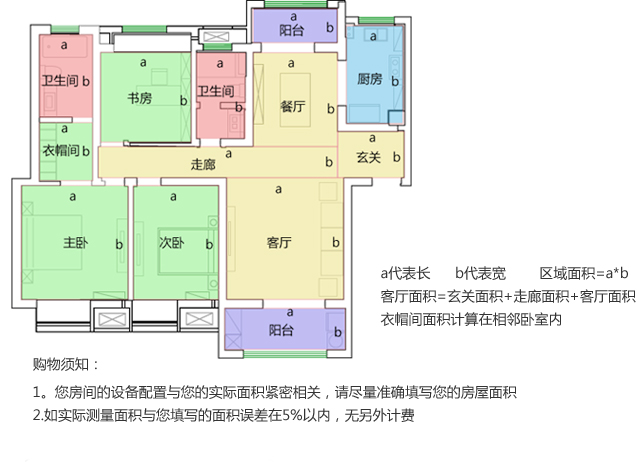 a
阳台
b
a
卫生间 b
a
书房
b
a
卫生间
b
a
餐厅
b
a
厨房
b
a
衣帽间 b
a
走廊
b
a
玄关
b
a
主卧
b
a
次卧
b
a
客厅
b
a
阳台
b
a代表长 b代表宽 区域面积=a*b
客厅面积=玄关面积+走廊面积+客厅面积
衣帽间面积计算在相邻卧室内
购物须知：
1。您房间的设备配置与您的实际面积紧密相关，请尽量准确填写您的房屋面积
2.如实际测量面积与您填写的面积误差在5%以内，无另外计费